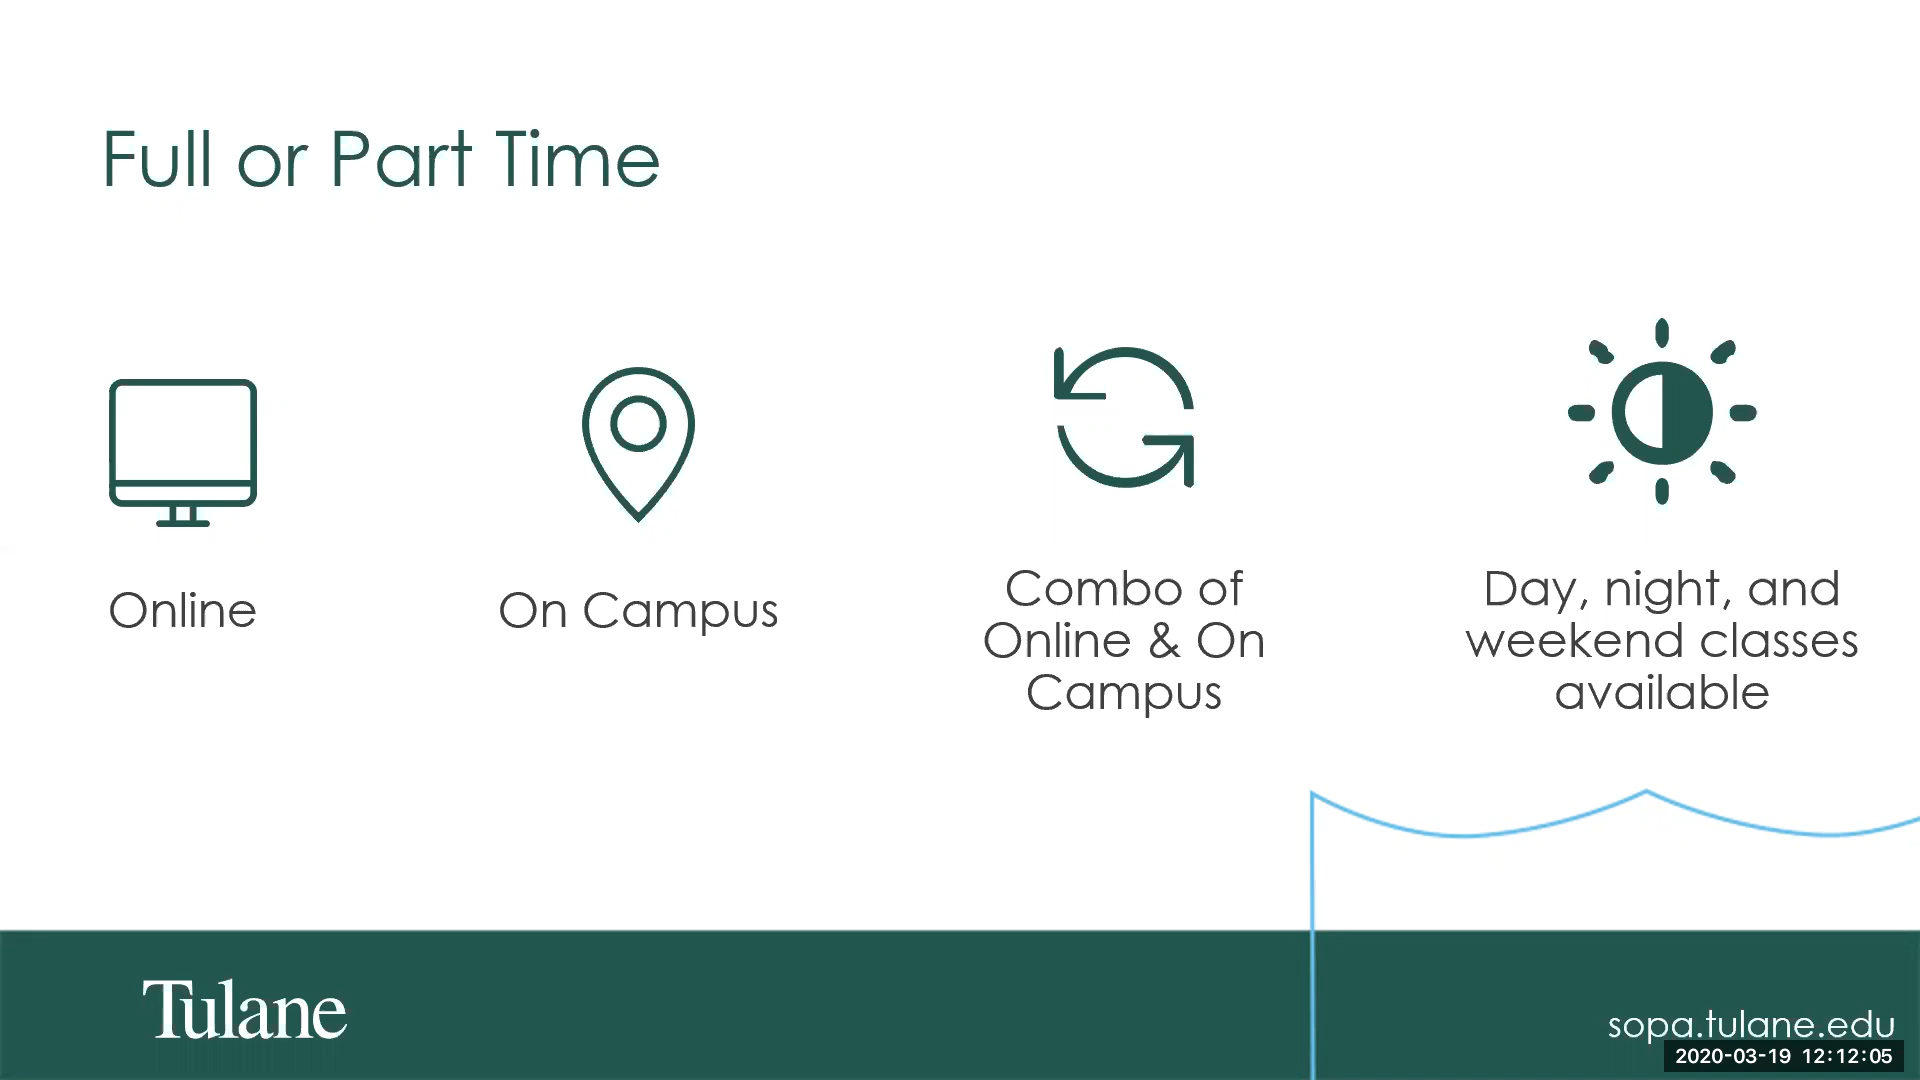 Full or Part Time
Online
On Campus
Combo of
Online & On
Campus
Day, night, and
weekend classes
available
Tulane
sopa.tulane.edu
2020-03-19 12:12:05